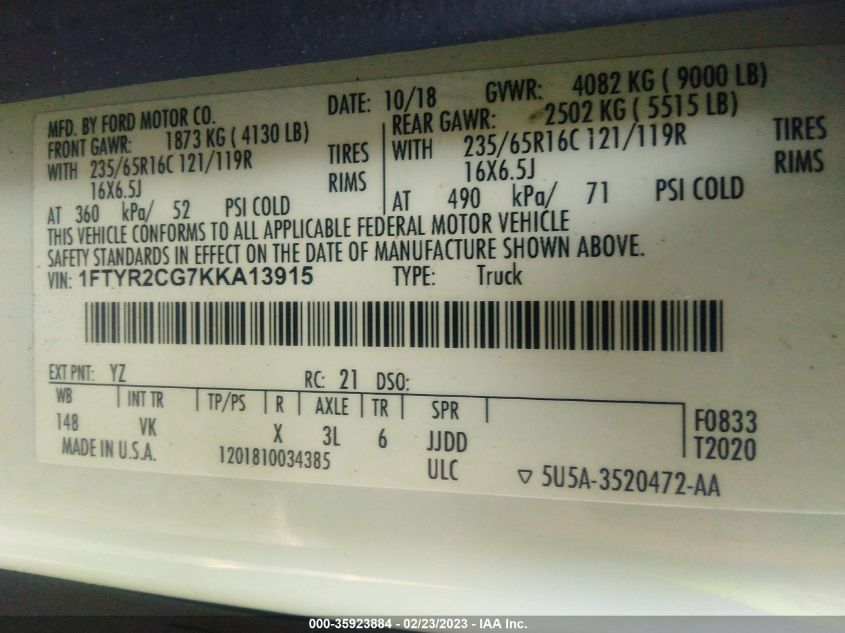 MFD. BY FORD MOTOR CO.
DATE: 10/18 GVWR: 4082 KG ( 9000 LB)
FRONT GAWR: 1873 KG ( 4130 LB)
WITH 235/65R16C 121/119R TIRES
16X6.5J RIMS
AT 360 kPa/ 52 PSI COLD
REAR GAWR: 2502 KG ( 5515 LB)
WITH 235/65R16C 121/119R TIRES
16X6.5J RIMS
AT 490 kPa/ 71 PSI COLD
THIS VEHICLE CONFORMS TO ALL APPLICABLE FEDERAL MOTOR VEHICLE
SAFETY STANDARDS IN EFFECT ON THE DATE OF MANUFACTURE SHOWN ABOVE.
VIN: 1FTYR2CG7KKA13915 TYPE: Truck
EXT PNT: YZ RC: 21 DSO:
WB INT TR TP/PS R AXLE TR SPR
148 VK X 3L 6 JJDD
F0833
T2020
MADE IN U.S.A. 1201810034385 ULC ▽ 5U5A-3520472-AA
000-35923884 - 02/23/2023 - IAA Inc.